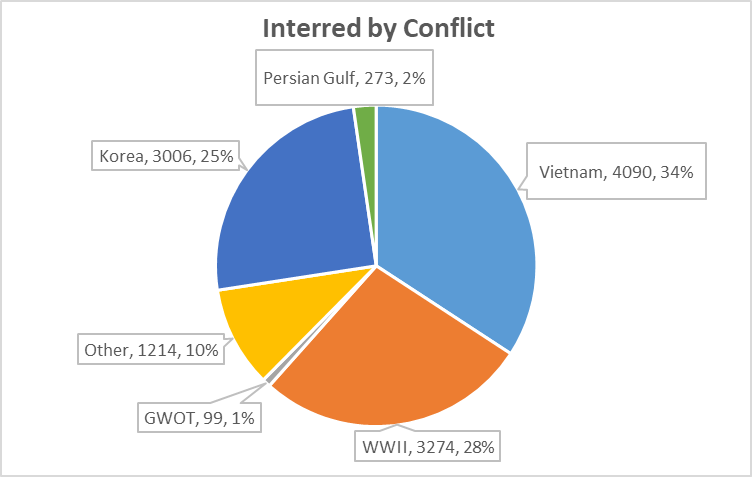 Interred by Conflict
Persian Gulf, 273, 2%
Korea, 3006, 25%
Vietnam, 4090, 34%
Other, 1214, 10%
GWOT, 99, 1%
WWII, 3274, 28%